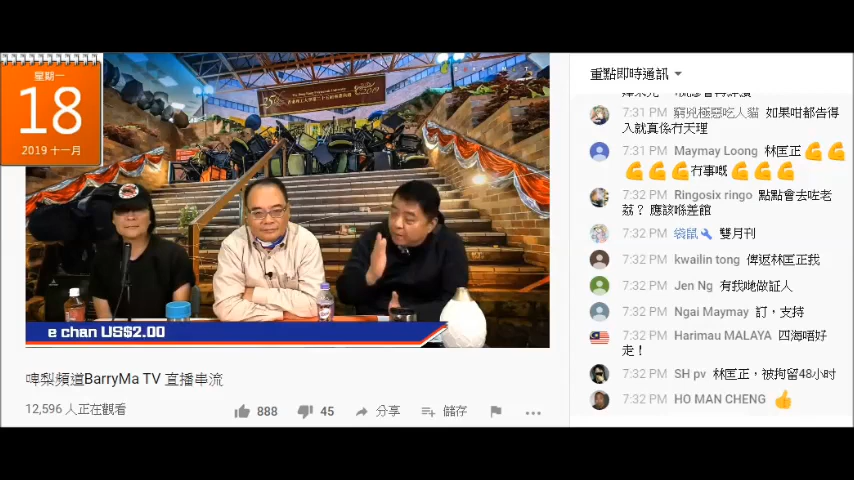 星期一
18
2019 十一月
e chan US$2.00
啤梨頻道BarryMa TV 直播串流
12,596 人正在觀看
888
45
分享
儲存
重點即時通訊
7:31 PM 窮兇極惡吃人貓 如果咁都告得
入就真係冇天理
7:31 PM Maymay Loong 林匡正💪💪
💪💪💪💪冇事嘅💪💪💪
7:32 PM Ringosix ringo 點點會去咗老
荔？應該喺差館
7:32 PM 袋鼠🔧 雙月刊
7:32 PM kwailin tong 俾返林匡正我
7:32 PM Jen Ng 有我哋做証人
7:32 PM Ngai Maymay 訂，支持
7:32 PM Harimau MALAYA 四海唔好
走！
7:32 PM SH pv 林匡正，被拘留48小时
7:32 PM HO MAN CHENG 👍